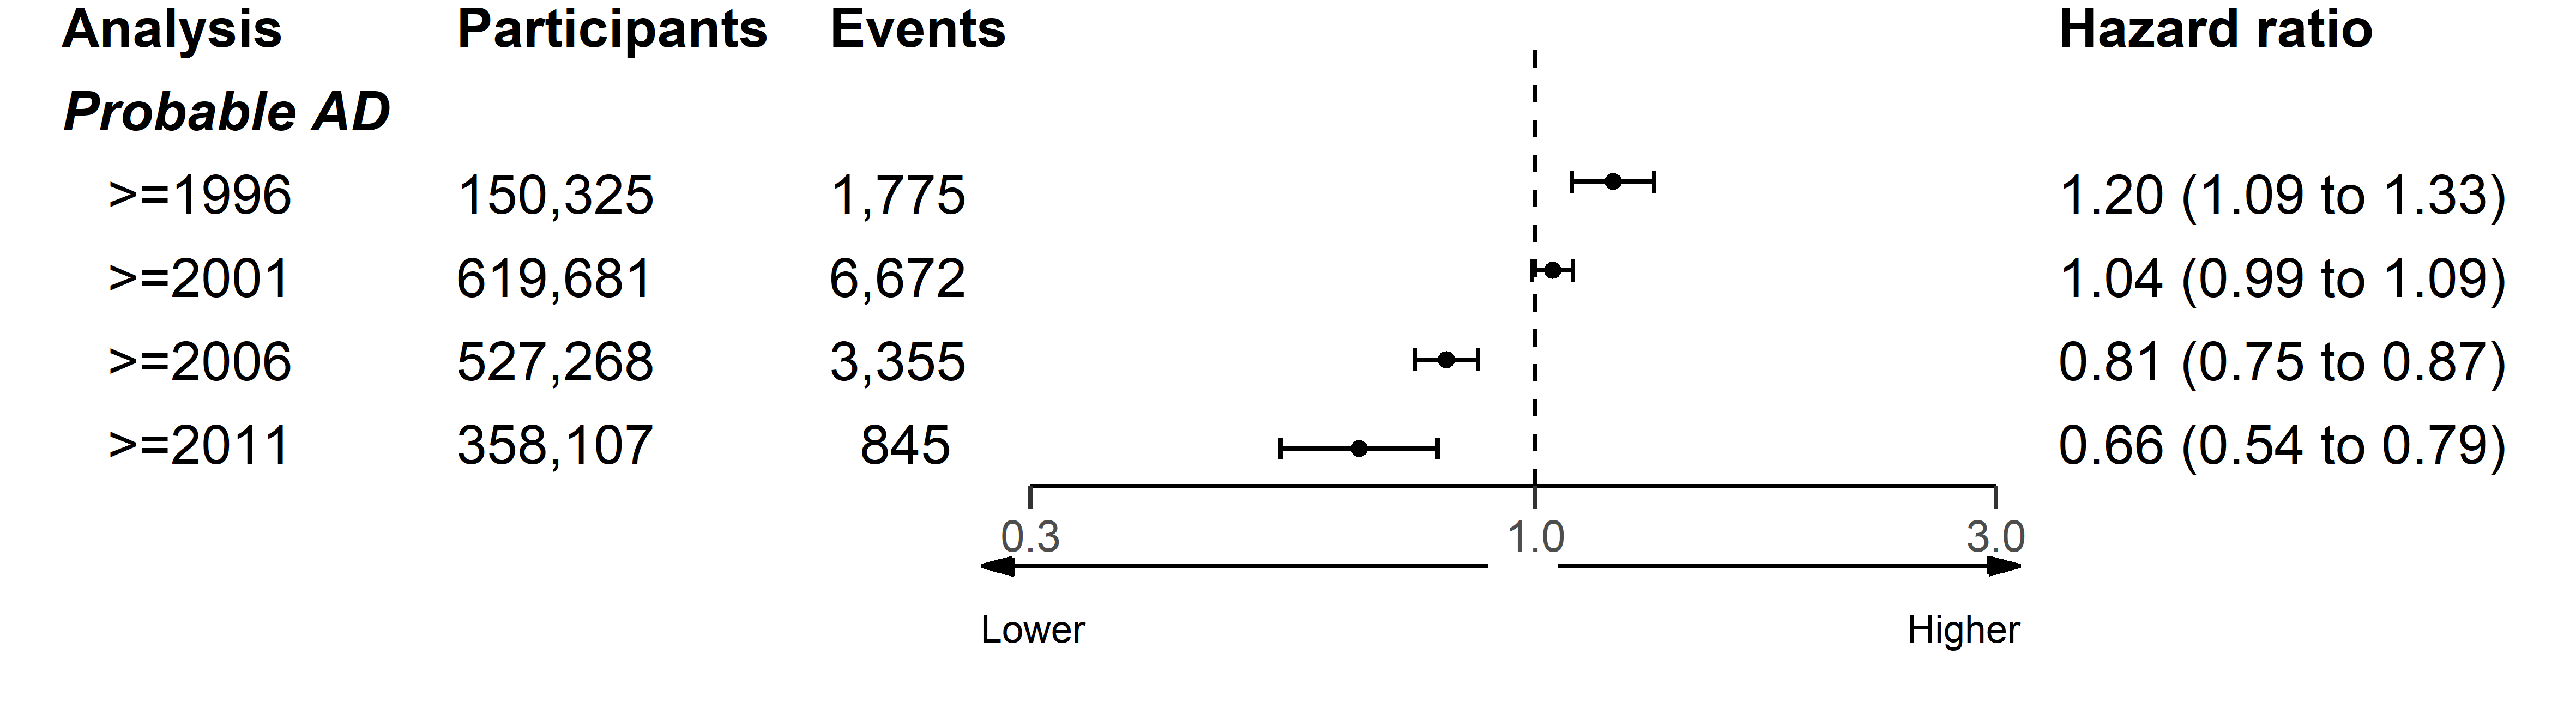 Analysis Participants Events Hazard ratio
Probable AD
>=1996 150,325 1,775 1.20 (1.09 to 1.33)
>=2001 619,681 6,672 1.04 (0.99 to 1.09)
>=2006 527,268 3,355 0.81 (0.75 to 0.87)
>=2011 358,107 845 0.66 (0.54 to 0.79)
0.3 1.0 3.0
Lower Higher